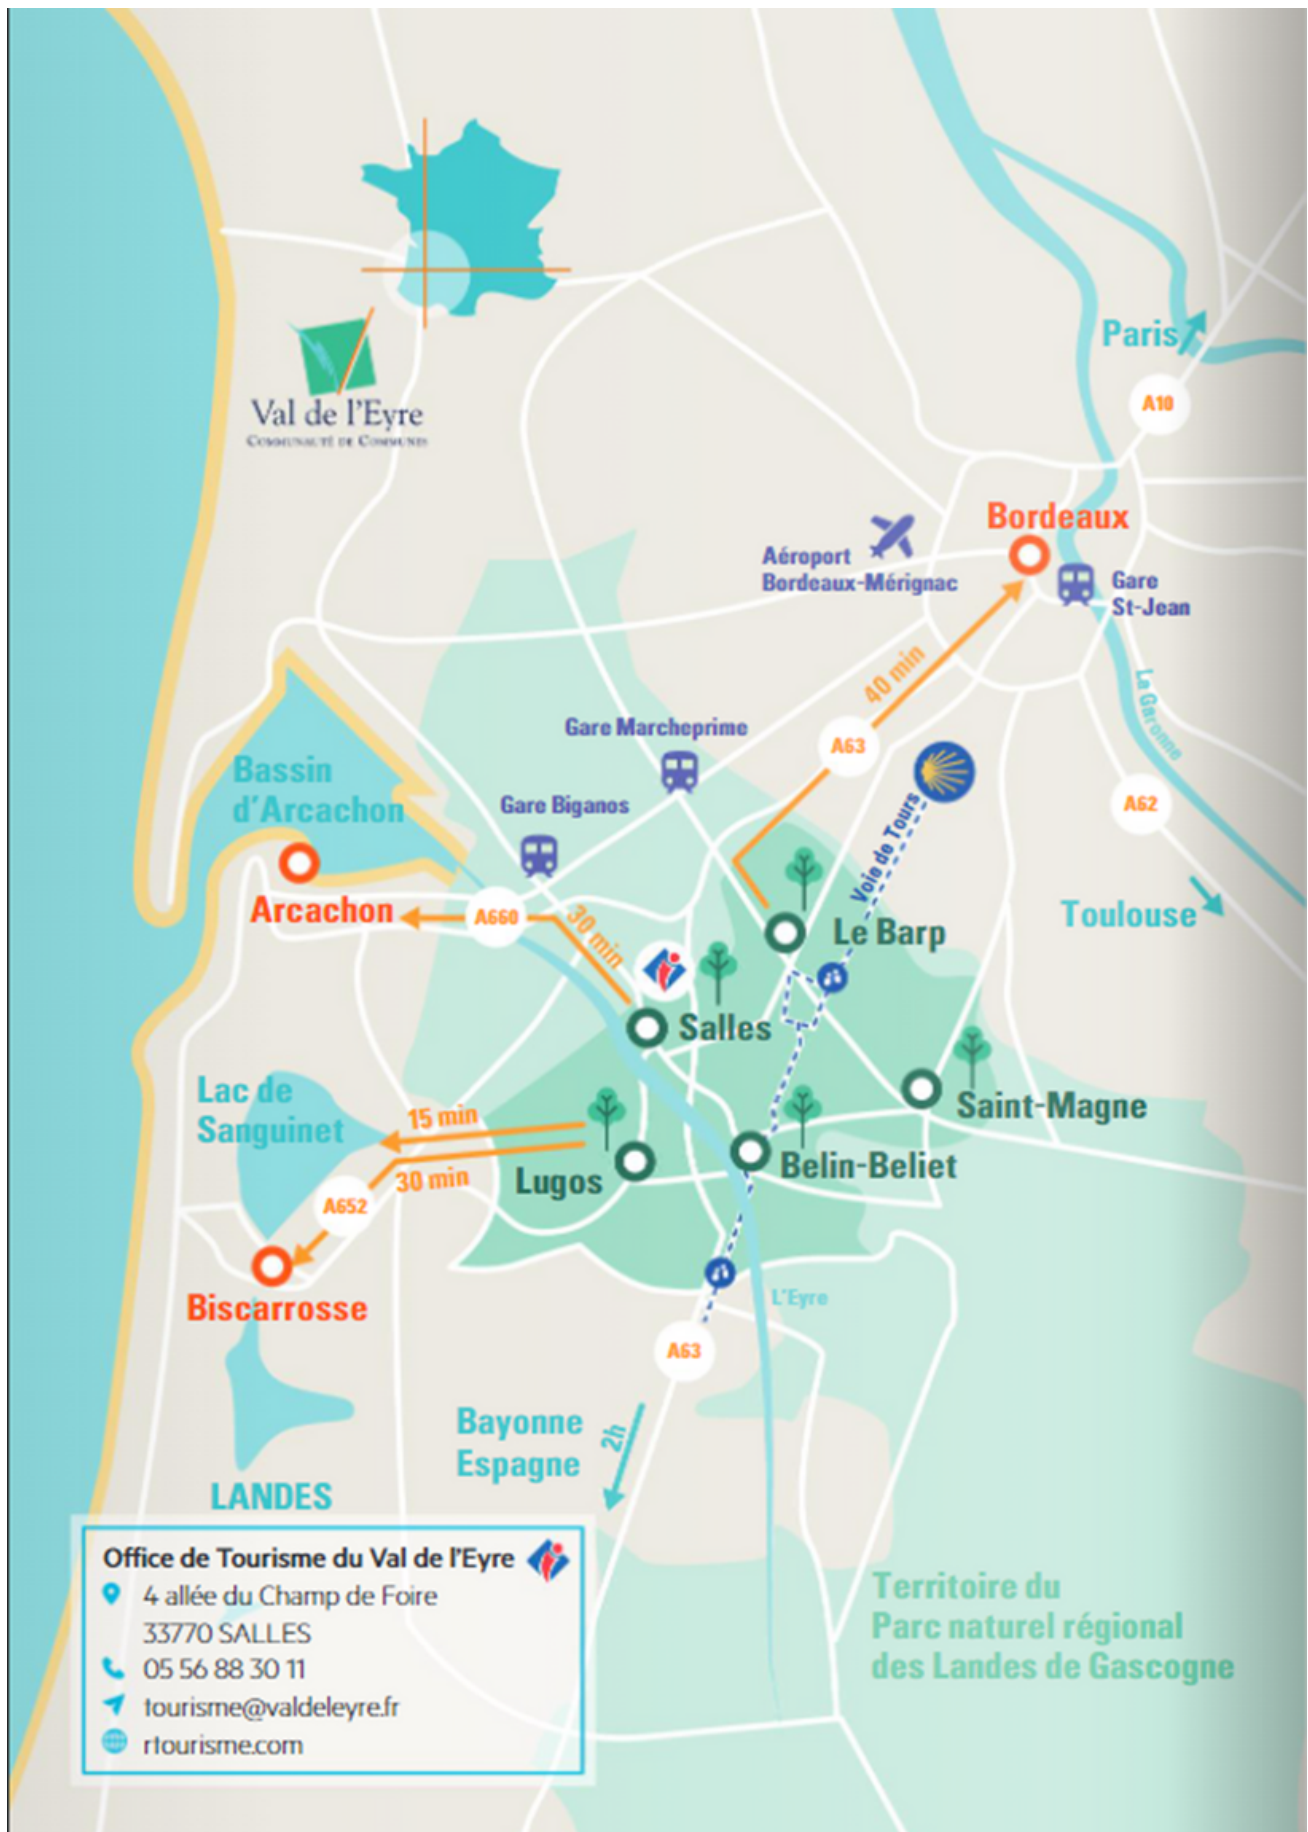 Val de l'Eyre
COMMUNAUTÉ DE COMMUNES
Paris
A10
Bordeaux
Aéroport
Bordeaux-Mérignac
Gare
St-Jean
40 min
La Garonne
Gare Marcheprime
A63
Bassin
d'Arcachon
Gare Biganos
Voie de Tours
A62
Arcachon
A660
30 min
Le Barp
Toulouse
Salles
Lac de
Sanguinet
15 min
Saint-Magne
30 min
Lugos
Belin-Beliet
A652
Biscarrosse
L'Eyre
A63
Bayonne
Espagne
2h
LANDES
Office de Tourisme du Val de l'Eyre
4 allée du Champ de Foire
33770 SALLES
05 56 88 30 11
tourisme@valdeleyre.fr
rtourisme.com
Territoire du
Parc naturel régional
des Landes de Gascogne